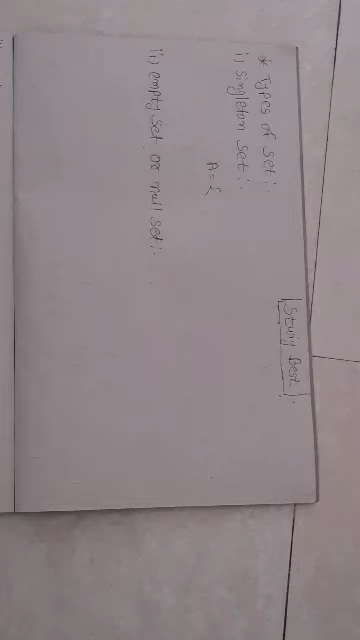 Study Best
* Types of set :-
i) singleton set :-
A = {
ii) empty set or null set :-